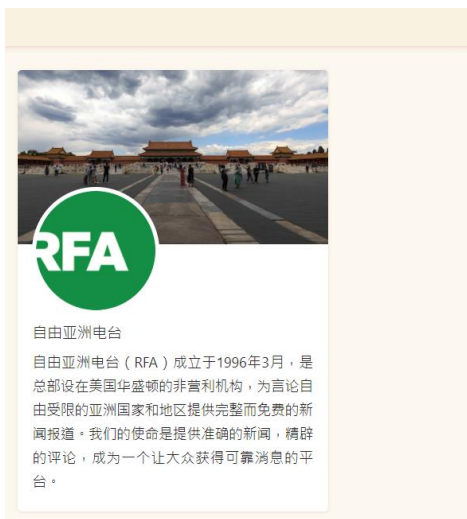 RFA
自由亚洲电台
自由亚洲电台（RFA）成立于1996年3月，是
总部设在美国华盛顿的非营利机构，为言论自
由受限的亚洲国家和地区提供完整而免费的新
闻报道。我们的使命是提供准确的新闻，精辟
的评论，成为一个让大众获得可靠消息的平
台。